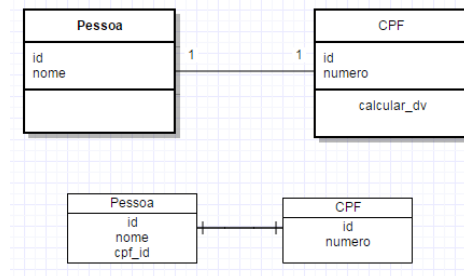 Pessoa
id
nome
1
1
CPF
id
numero
calcular_dv
Pessoa
id
nome
cpf_id
CPF
id
numero